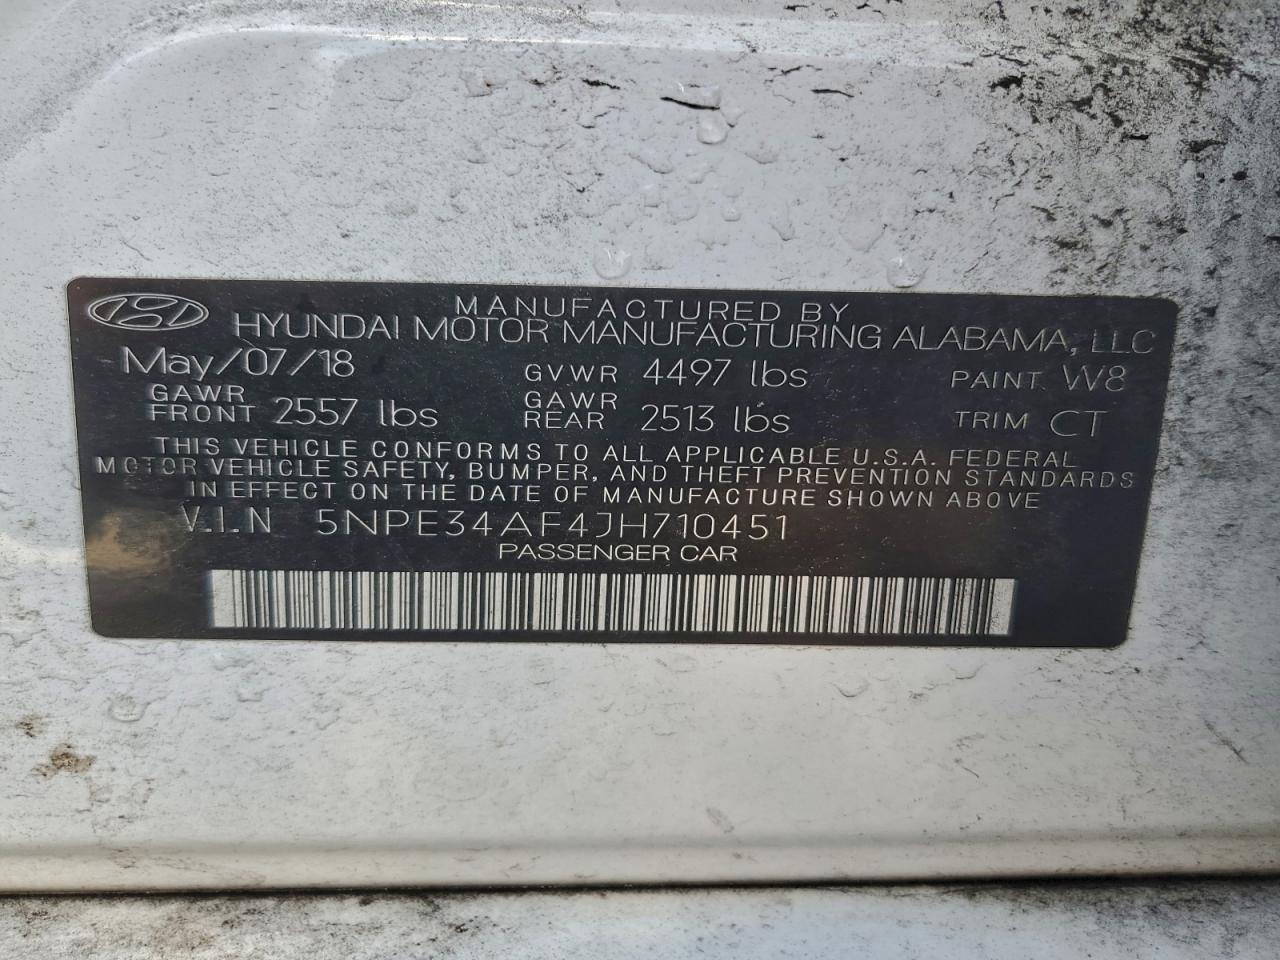 MANUFACTURED BY
HYUNDAI MOTOR MANUFACTURING ALABAMA, LLC
May/07/18 GVWR 4497 lbs PAINT W8
GAWR FRONT 2557 lbs GAWR REAR 2513 lbs TRIM CT
THIS VEHICLE CONFORMS TO ALL APPLICABLE U.S.A. FEDERAL
MOTOR VEHICLE SAFETY, BUMPER, AND THEFT PREVENTION STANDARDS
IN EFFECT ON THE DATE OF MANUFACTURE SHOWN ABOVE
V.I.N 5NPE34AF4JH710451
PASSENGER CAR